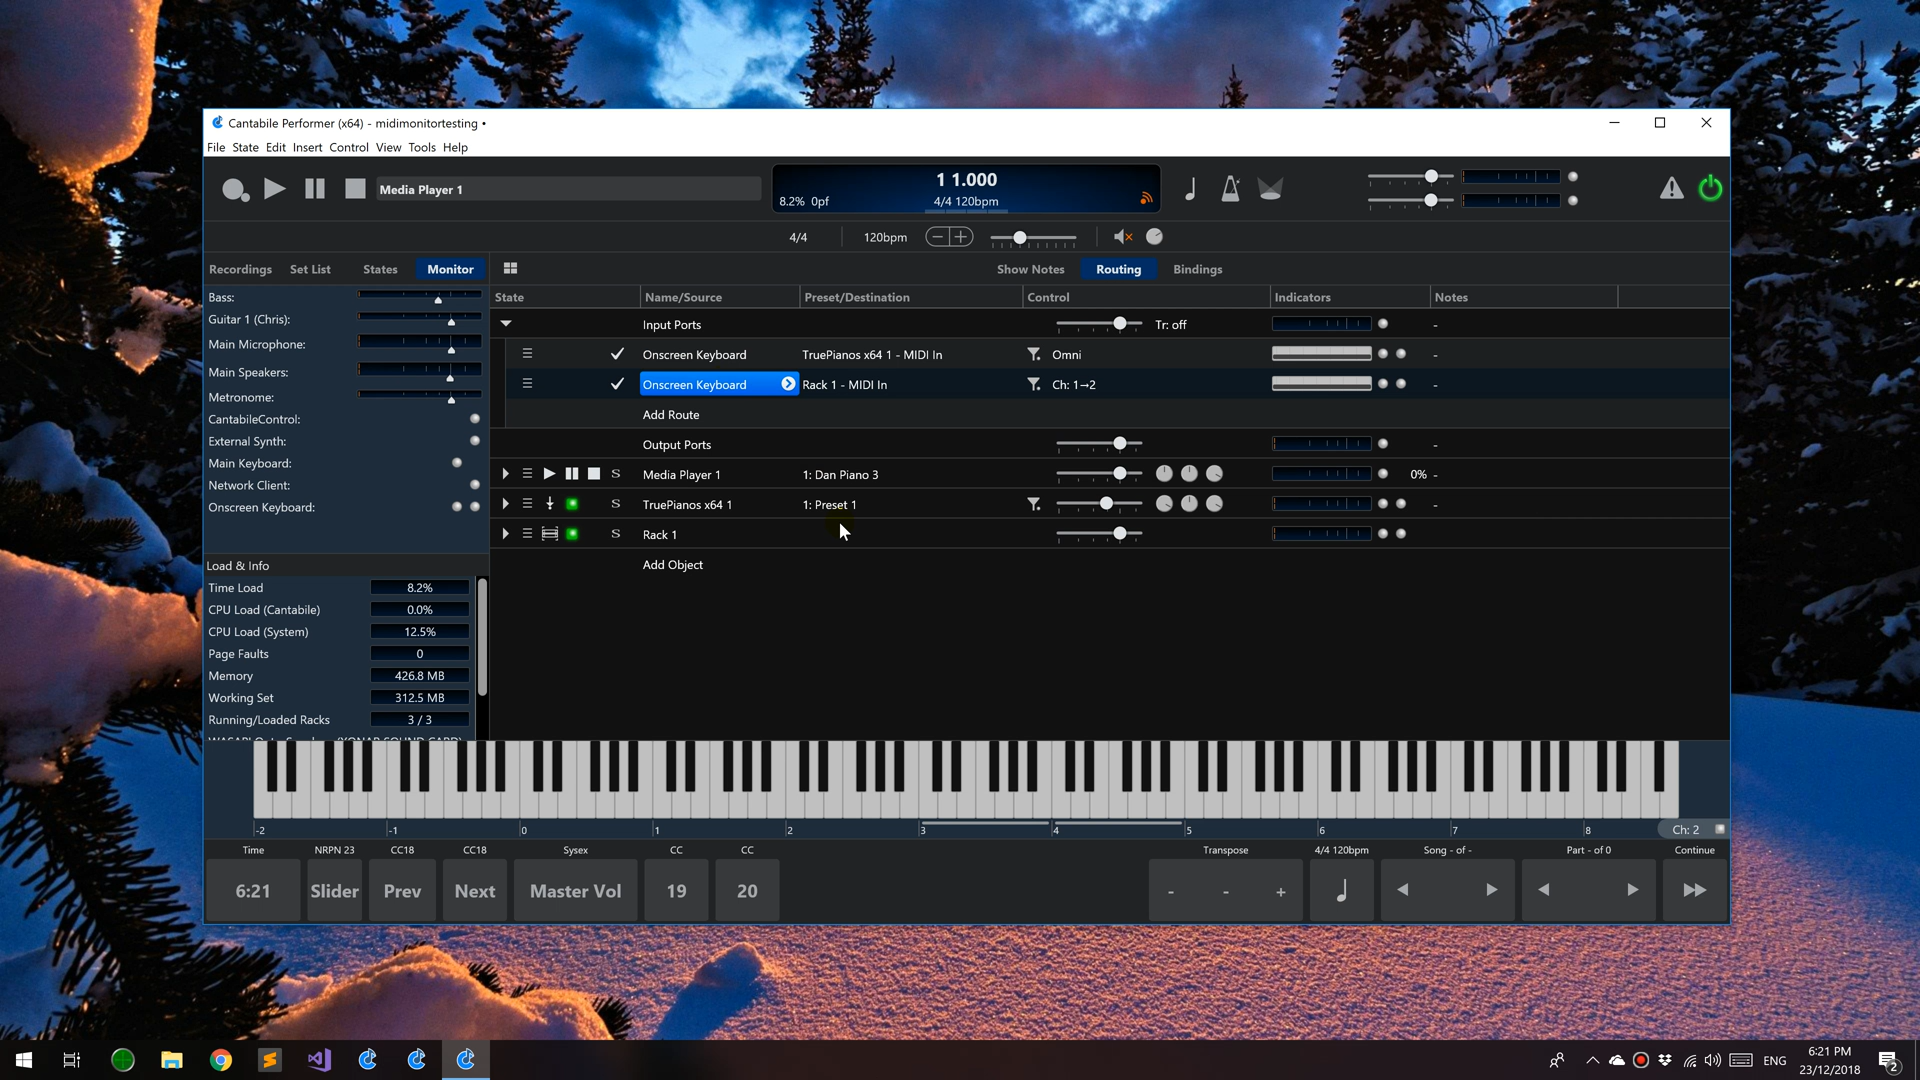 Cantabile Performer (x64) - midimonitortesting •
File State Edit Insert Control View Tools Help
Media Player 1
1 1.000
8.2% 0pf
4/4 120bpm
4/4 120bpm
Recordings Set List States Monitor
Show Notes Routing Bindings
State Name/Source Preset/Destination Control Indicators Notes
Bass:
Guitar 1 (Chris):
Main Microphone:
Main Speakers:
Metronome:
CantabileControl:
External Synth:
Main Keyboard:
Network Client:
Onscreen Keyboard:
Input Ports Tr: off -
Onscreen Keyboard TruePianos x64 1 - MIDI In Omni -
Onscreen Keyboard Rack 1 - MIDI In Ch: 1→2 -
Add Route
Output Ports -
S Media Player 1 1: Dan Piano 3 0% -
S TruePianos x64 1 1: Preset 1 -
S Rack 1
Add Object
Load & Info
Time Load 8.2%
CPU Load (Cantabile) 0.0%
CPU Load (System) 12.5%
Page Faults 0
Memory 426.8 MB
Working Set 312.5 MB
Running/Loaded Racks 3 / 3
-2 -1 0 1 2 3 4 5 6 7 8 Ch: 2
Time NRPN 23 CC18 CC18 Sysex CC CC Transpose 4/4 120bpm Song - of - Part - of 0 Continue
6:21 Slider Prev Next Master Vol 19 20 - - +
ENG
6:21 PM
23/12/2018
2